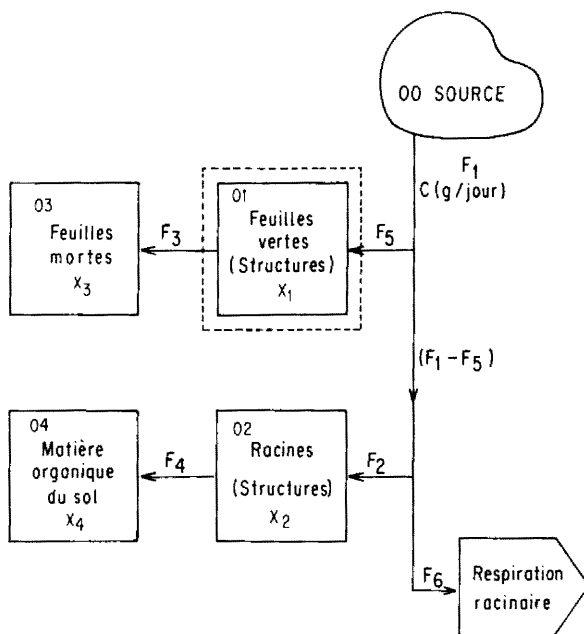 00 SOURCE
F1
C (g/jour)
03
Feuilles
mortes
X3
F3
01
Feuilles
vertes
(Structures)
X1
F5
(F1-F5)
04
Matière
organique
du sol
X4
F4
02
Racines
(Structures)
X2
F2
F6
Respiration
racinaire